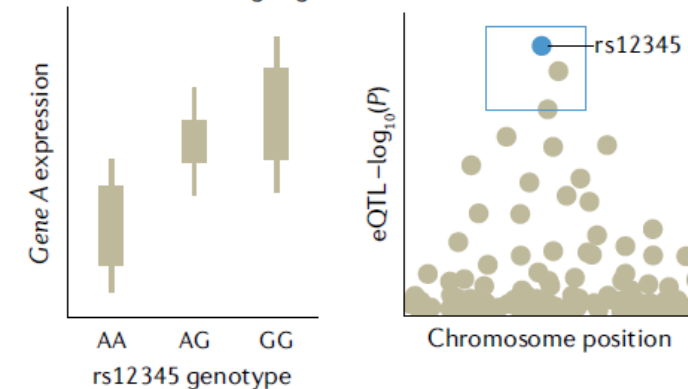 Gene A expression
AA AG GG
rs12345 genotype
eQTL –log10(P)
rs12345
Chromosome position